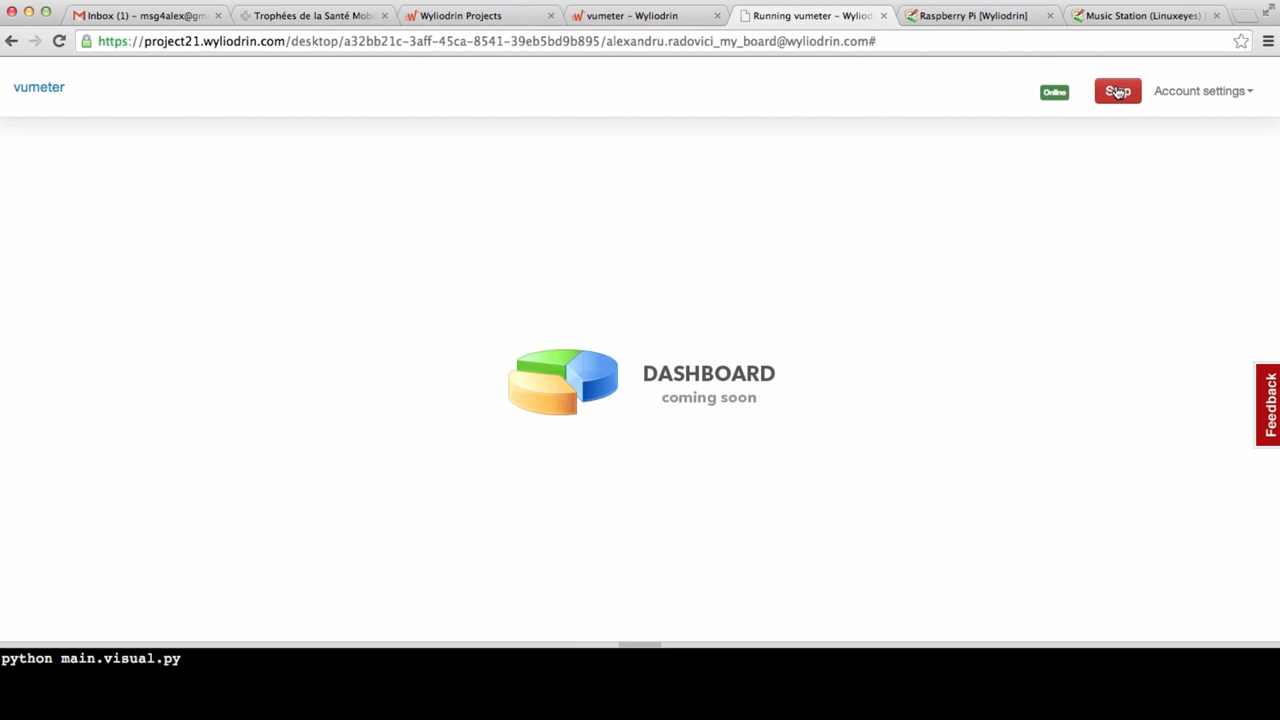 Inbox (1) – msg4alex@gm
Trophées de la Santé Mobi
Wyliodrin Projects
vumeter – Wyliodrin
Running vumeter – Wyliod
Raspberry Pi [Wyliodrin]
Music Station (Linuxeyes)
https://project21.wyliodrin.com/desktop/a32bb21c-3aff-45ca-8541-39eb5bd9b895/alexandru.radovici_my_board@wyliodrin.com#
vumeter
Online
Stop
Account settings
DASHBOARD
coming soon
Feedback
python main.visual.py